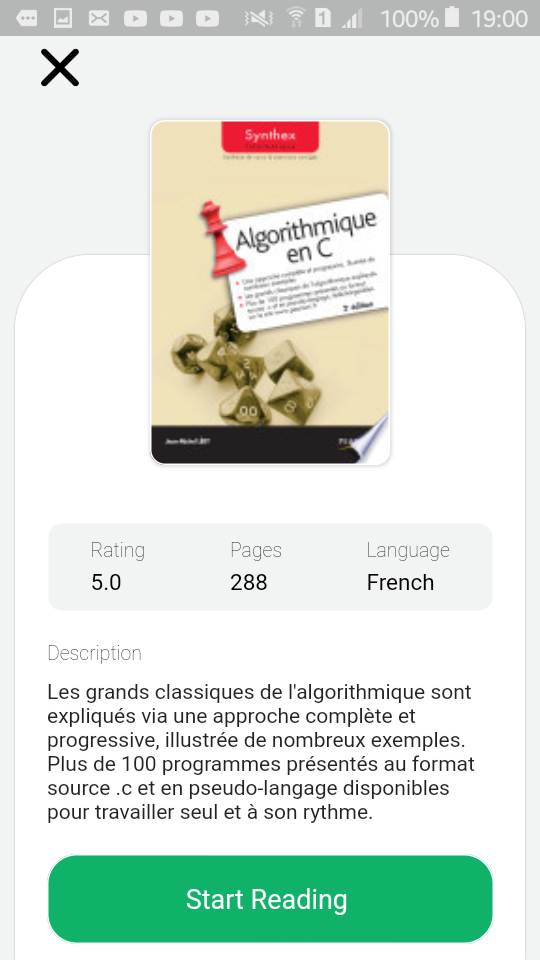 100% 19:00
Synthex
Algorithmique
en C
Rating Pages Language
5.0 288 French
Description
Les grands classiques de l'algorithmique sont
expliqués via une approche complète et
progressive, illustrée de nombreux exemples.
Plus de 100 programmes présentés au format
source .c et en pseudo-langage disponibles
pour travailler seul et à son rythme.
Start Reading